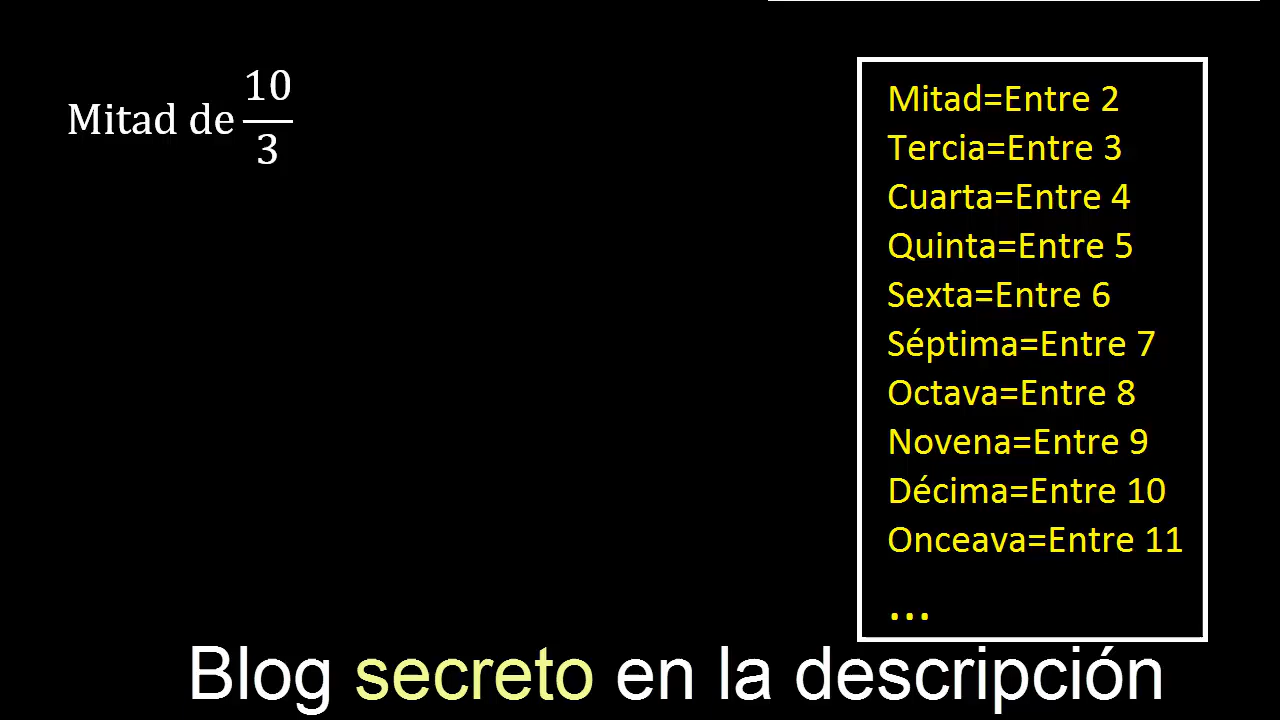 Mitad de 10/3
Mitad=Entre 2
Tercia=Entre 3
Cuarta=Entre 4
Quinta=Entre 5
Sexta=Entre 6
Séptima=Entre 7
Octava=Entre 8
Novena=Entre 9
Décima=Entre 10
Onceava=Entre 11
...
Blog secreto en la descripción